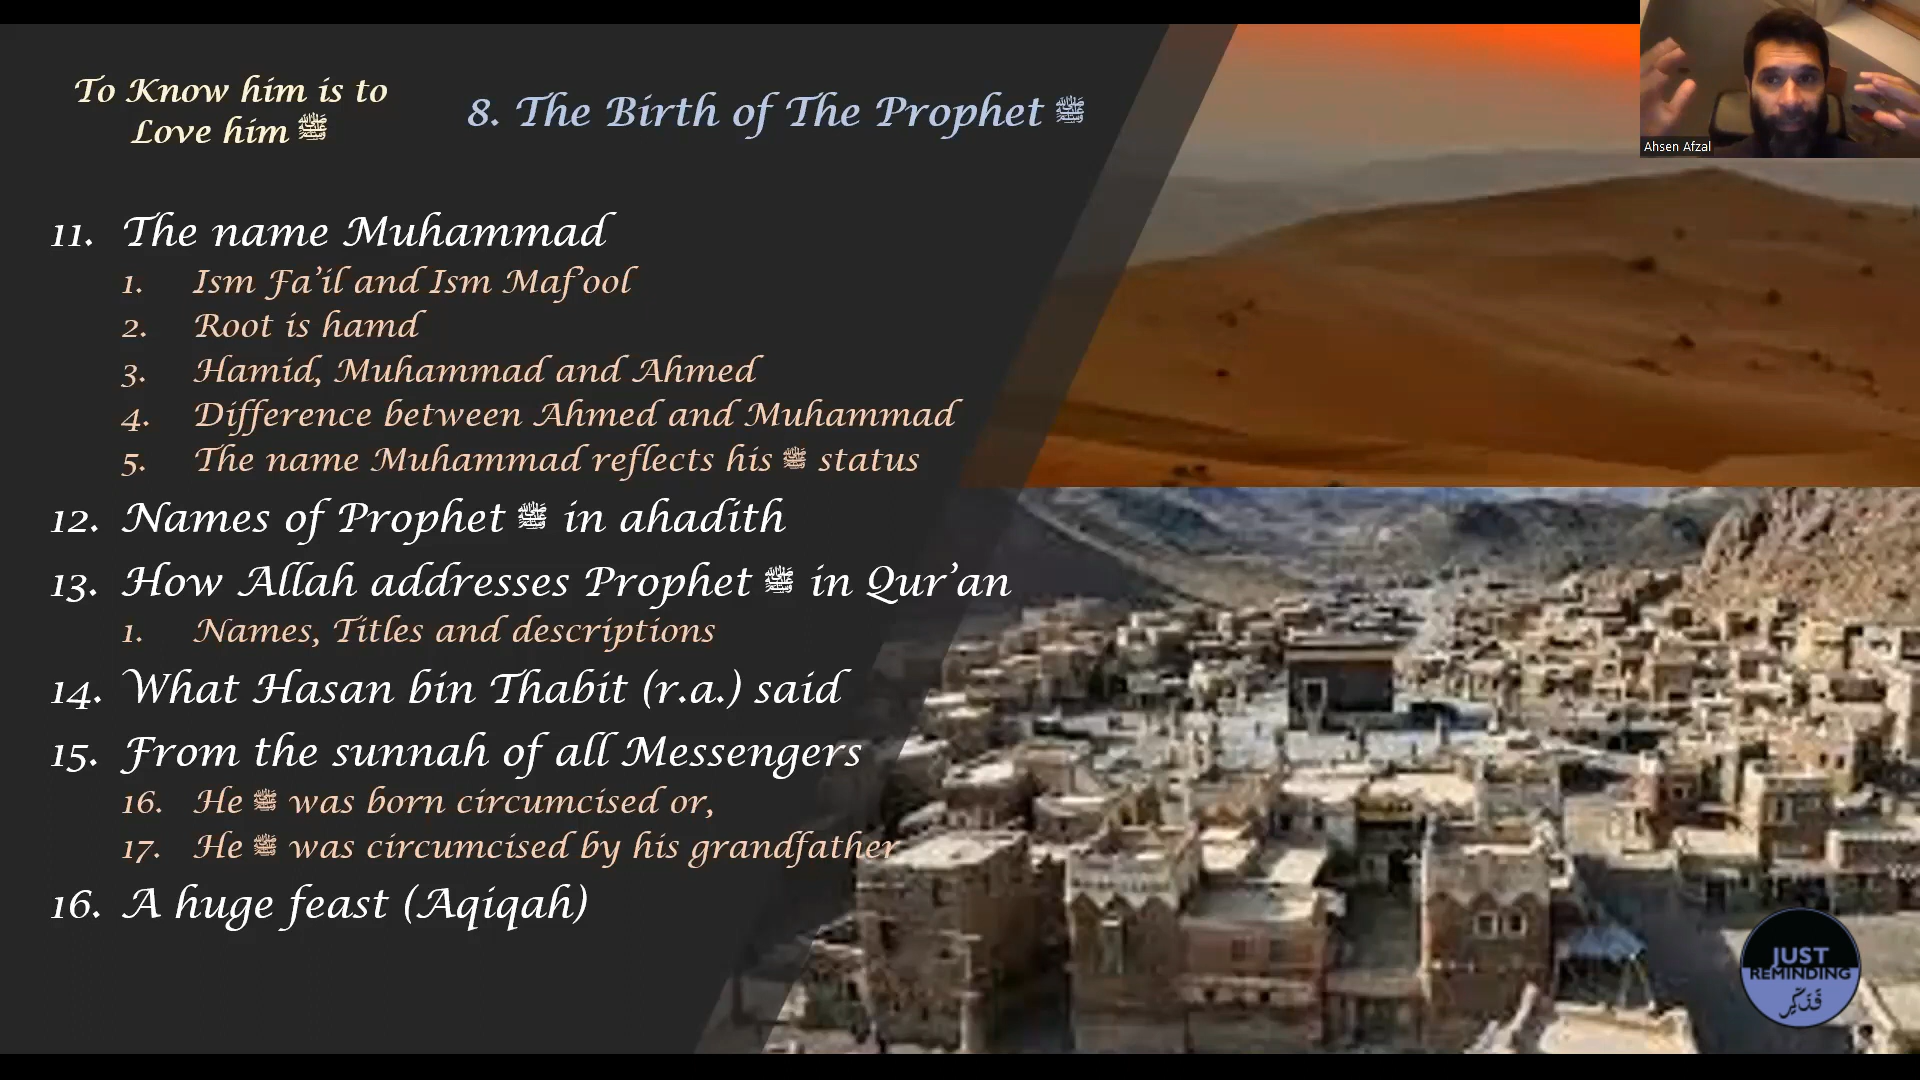 To Know him is to
Love him ﷺ
8. The Birth of The Prophet ﷺ
Ahsen Afzal
11. The name Muhammad
1. Ism Fa'il and Ism Maf'ool
2. Root is hamd
3. Hamid, Muhammad and Ahmed
4. Difference between Ahmed and Muhammad
5. The name Muhammad reflects his ﷺ status
12. Names of Prophet ﷺ in ahadith
13. How Allah addresses Prophet ﷺ in Qur'an
1. Names, Titles and descriptions
14. What Hasan bin Thabit (r.a.) said
15. From the sunnah of all Messengers
16. He ﷺ was born circumcised or,
17. He ﷺ was circumcised by his grandfather
16. A huge feast (Aqiqah)
JUST
REMINDING
فَذَكِّر